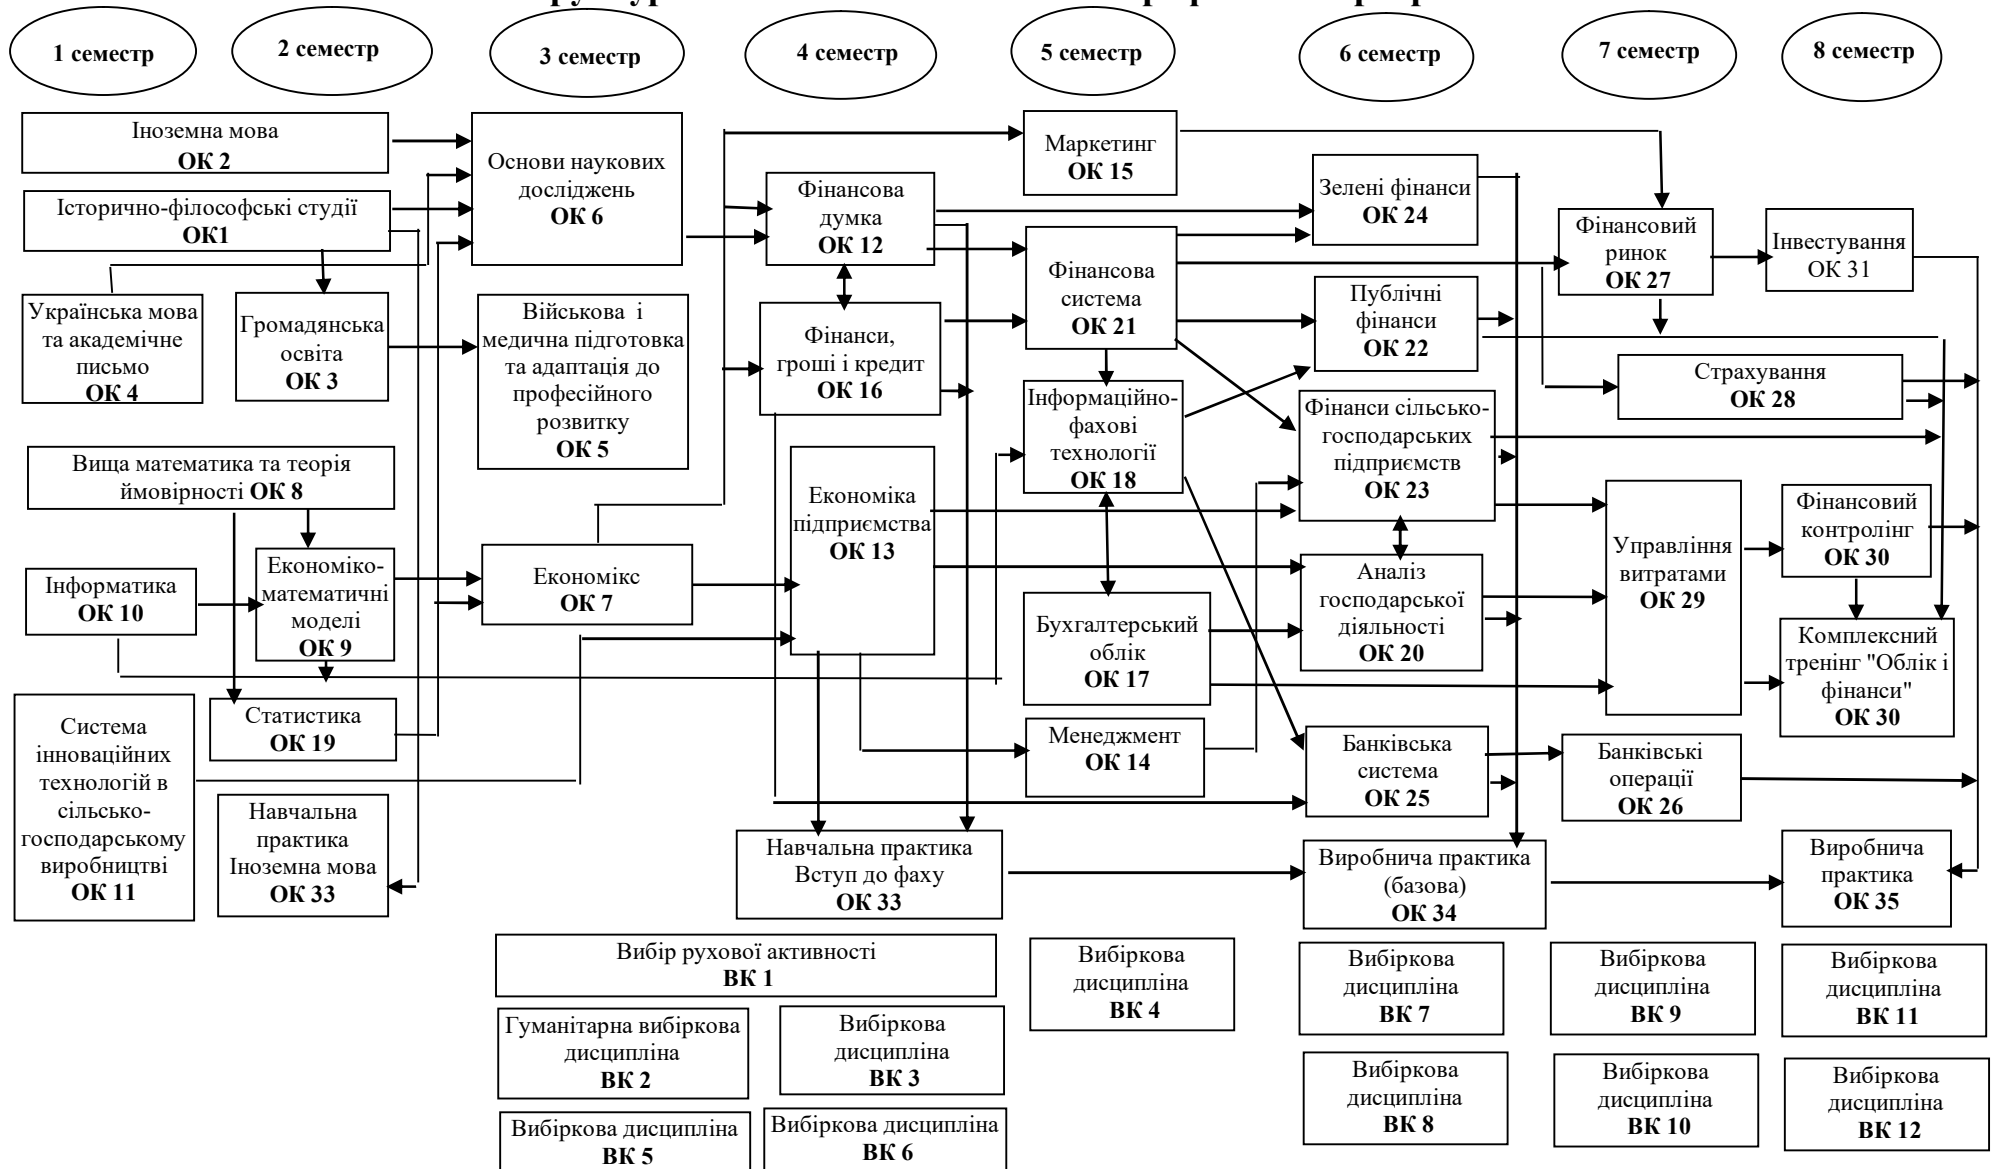 1 семестр
2 семестр
3 семестр
4 семестр
5 семестр
6 семестр
7 семестр
8 семестр
Іноземна мова
ОК 2
Історично-філософські студії
ОК1
Українська мова
та академічне
письмо
ОК 4
Громадянська
освіта
ОК 3
Вища математика та теорія
ймовірності ОК 8
Інформатика
ОК 10
Економіко-
математичні
моделі
ОК 9
Система
інноваційних
технологій в
сільсько-
господарському
виробництві
ОК 11
Статистика
ОК 19
Навчальна
практика
Іноземна мова
ОК 33
Основи наукових
досліджень
ОК 6
Військова і
медична підготовка
та адаптація до
професійного
розвитку
ОК 5
Економікс
ОК 7
Фінансова
думка
ОК 12
Фінанси,
гроші і кредит
ОК 16
Економіка
підприємства
ОК 13
Навчальна практика
Вступ до фаху
ОК 33
Маркетинг
ОК 15
Фінансова
система
ОК 21
Інформаційно-
фахові
технології
ОК 18
Бухгалтерський
облік
ОК 17
Менеджмент
ОК 14
Зелені фінанси
ОК 24
Публічні
фінанси
ОК 22
Фінанси сільсько-
господарських
підприємств
ОК 23
Аналіз
господарської
діяльності
ОК 20
Банківська
система
ОК 25
Виробнича практика
(базова)
ОК 34
Фінансовий
ринок
ОК 27
Страхування
ОК 28
Управління
витратами
ОК 29
Банківські
операції
ОК 26
Інвестування
ОК 31
Фінансовий
контролінг
ОК 30
Комплексний
тренінг "Облік і
фінанси"
ОК 30
Виробнича
практика
ОК 35
Вибір рухової активності
ВК 1
Гуманітарна вибіркова
дисципліна
ВК 2
Вибіркова
дисципліна
ВК 3
Вибіркова дисципліна
ВК 5
Вибіркова дисципліна
ВК 6
Вибіркова
дисципліна
ВК 4
Вибіркова
дисципліна
ВК 7
Вибіркова
дисципліна
ВК 8
Вибіркова
дисципліна
ВК 9
Вибіркова
дисципліна
ВК 10
Вибіркова
дисципліна
ВК 11
Вибіркова
дисципліна
ВК 12